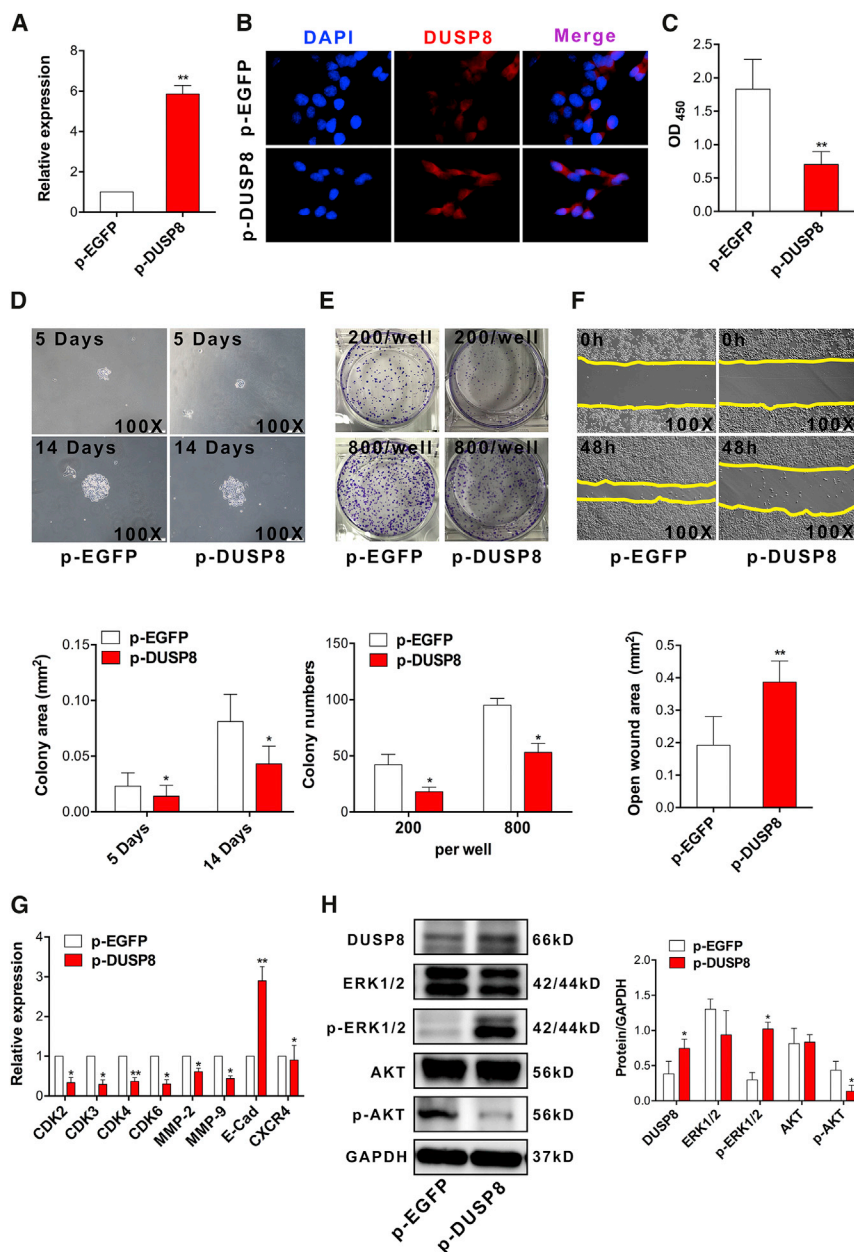 A
Relative expression
8
6
4
2
0
p-EGFP
p-DUSP8
**
B
DAPI
DUSP8
Merge
p-EGFP
p-DUSP8
C
OD450
2.5
2.0
1.5
1.0
0.5
0.0
**
p-EGFP
p-DUSP8
D
5 Days
5 Days
100X
100X
14 Days
14 Days
100X
100X
p-EGFP
p-DUSP8
E
200/well
200/well
800/well
800/well
p-EGFP
p-DUSP8
F
0h
0h
100X
100X
48h
48h
100X
100X
p-EGFP
p-DUSP8
Colony area (mm2)
0.15
0.10
0.05
0.00
p-EGFP
p-DUSP8
*
*
5 Days
14 Days
Colony numbers
150
100
50
0
p-EGFP
p-DUSP8
*
*
200
800
per well
Open wound area (mm2)
0.5
0.4
0.3
0.2
0.1
0.0
**
p-EGFP
p-DUSP8
G
Relative expression
4
3
2
1
0
p-EGFP
p-DUSP8
*
*
**
*
*
*
**
*
CDK2
CDK3
CDK4
CDK6
MMP-2
MMP-9
E-Cad
CXCR4
H
DUSP8
66kD
ERK1/2
42/44kD
p-ERK1/2
42/44kD
AKT
56kD
p-AKT
56kD
GAPDH
37kD
p-EGFP
p-DUSP8
Protein/GAPDH
2.0
1.5
1.0
0.5
0.0
p-EGFP
p-DUSP8
*
*
*
DUSP8
ERK1/2
p-ERK1/2
AKT
p-AKT